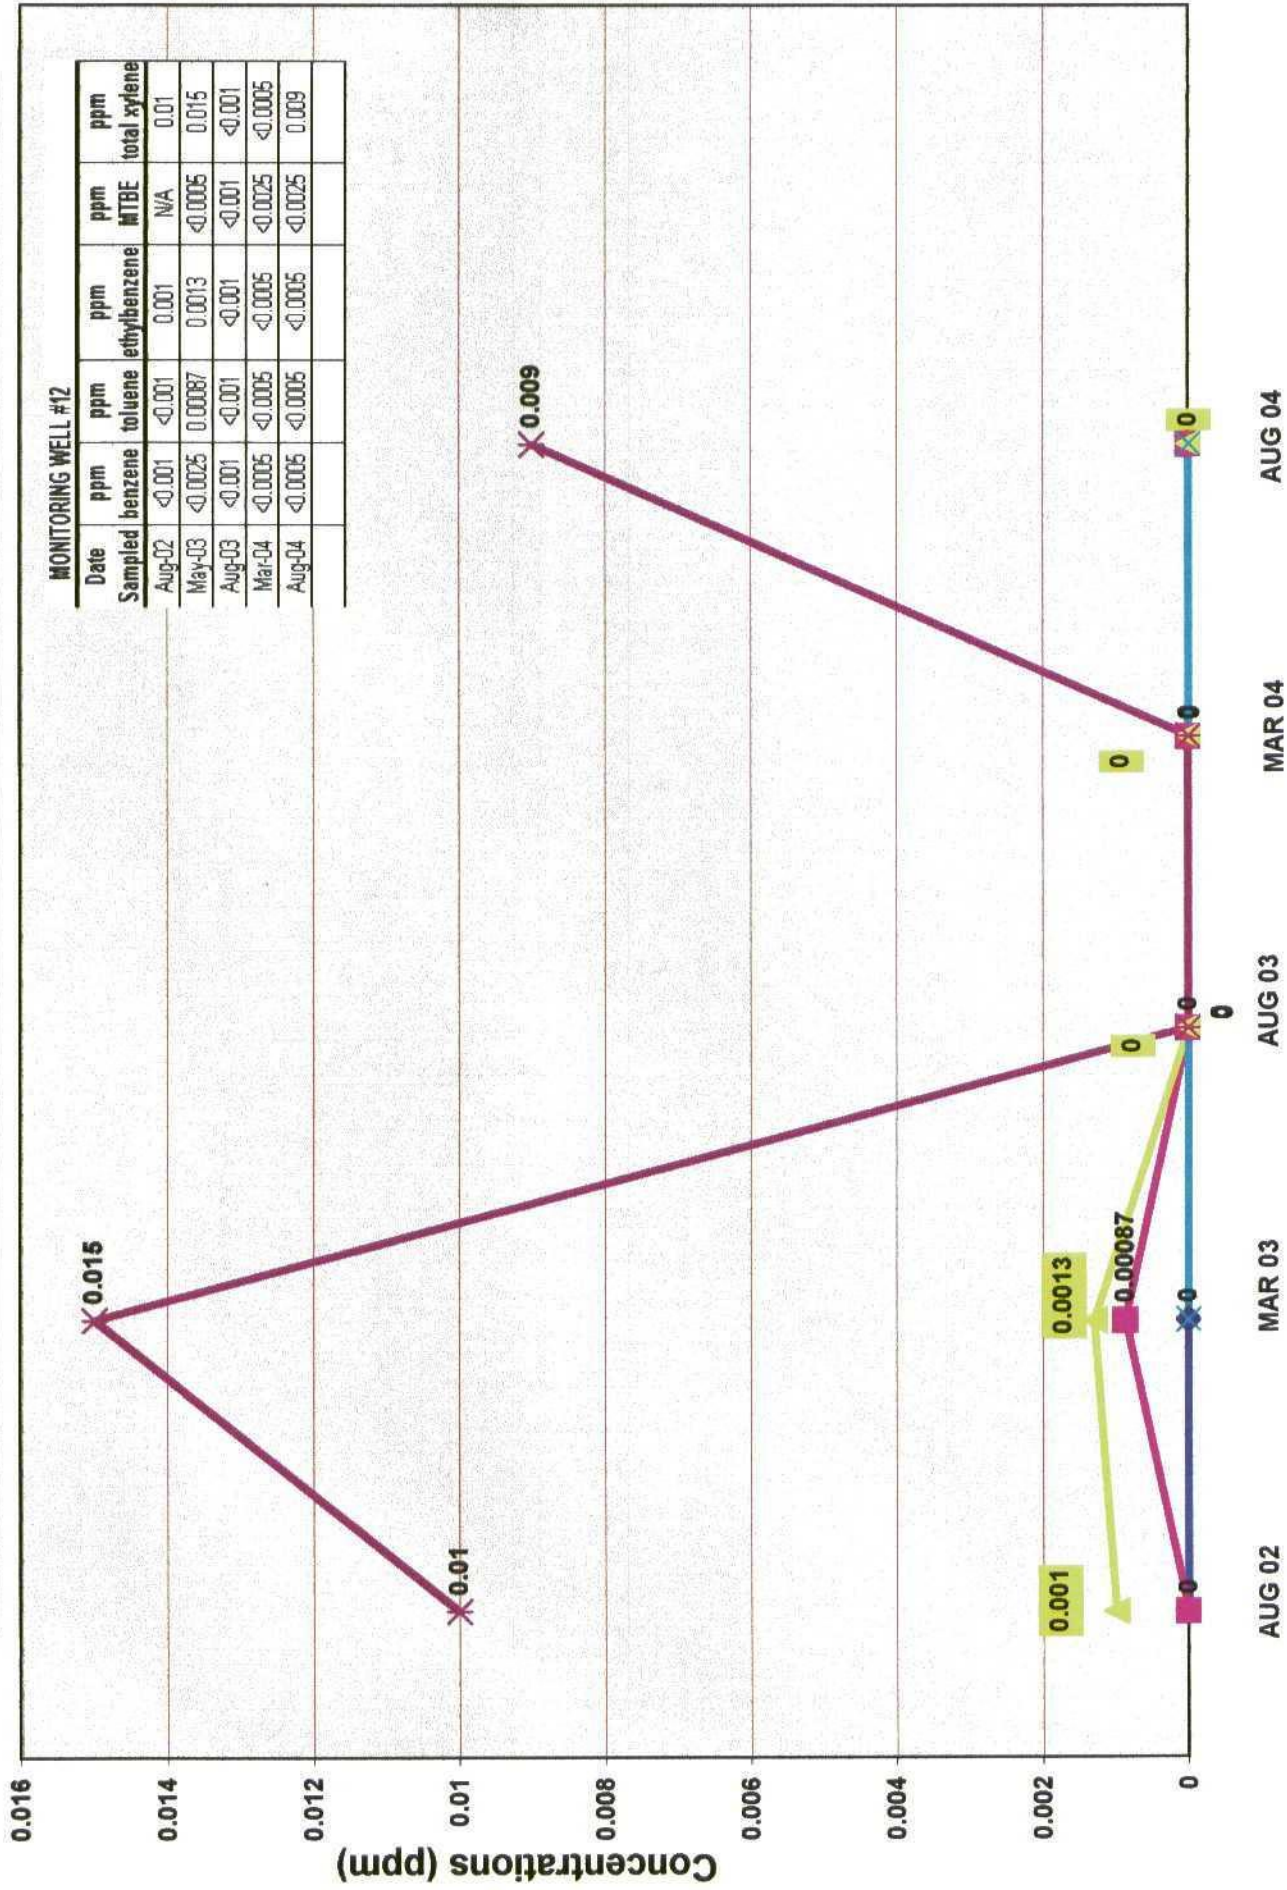 MONITORING WELL #12
Date ppm ppm ppm ppm ppm
Sampled benzene toluene ethylbenzene MTBE total xylene
Aug-02 <0.001 <0.001 0.001 N/A 0.01
May-03 <0.0025 0.00087 0.0013 <0.0005 0.015
Aug-03 <0.001 <0.001 <0.001 <0.001 <0.001
Mar-04 <0.0005 <0.0005 <0.0005 <0.0025 <0.0005
Aug-04 <0.0005 <0.0005 <0.0005 <0.0025 0.009
Concentrations (ppm)
0.016
0.014
0.012
0.01
0.008
0.006
0.004
0.002
0
0.01
0.015
0.009
0.001
0.0013
0.00087
0
0
0
0
0
0
0
0
AUG 02 MAR 03 AUG 03 MAR 04 AUG 04